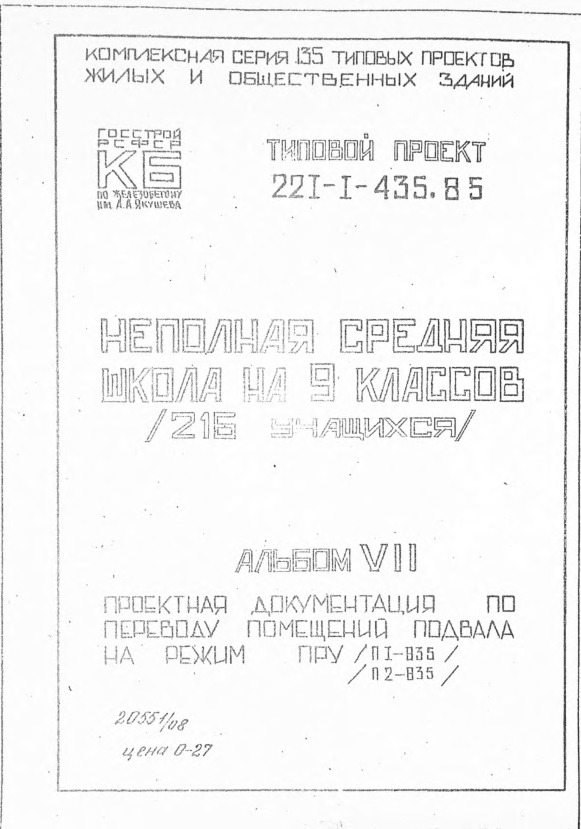 КОМПЛЕКСНАЯ СЕРИЯ 135 ТИПОВЫХ ПРОЕКТОВ
ЖИЛЫХ И ОБЩЕСТВЕННЫХ ЗДАНИЙ
ГОССТРОЙ
РСФСР
КБ
ПО ЖЕЛЕЗОБЕТОНУ
ИМ. А.А.ЯКУШЕВА
ТИПОВОЙ ПРОЕКТ
221-1-435.85
НЕПОЛНАЯ СРЕДНЯЯ
ШКОЛА НА 9 КЛАССОВ
/216 УЧАЩИХСЯ/
АЛЬБОМ VII
ПРОЕКТНАЯ ДОКУМЕНТАЦИЯ ПО
ПЕРЕВОДУ ПОМЕЩЕНИЙ ПОДВАЛА
НА РЕЖИМ ПРУ /П1-835/
/П2-835/
20551/08
цена 0-27